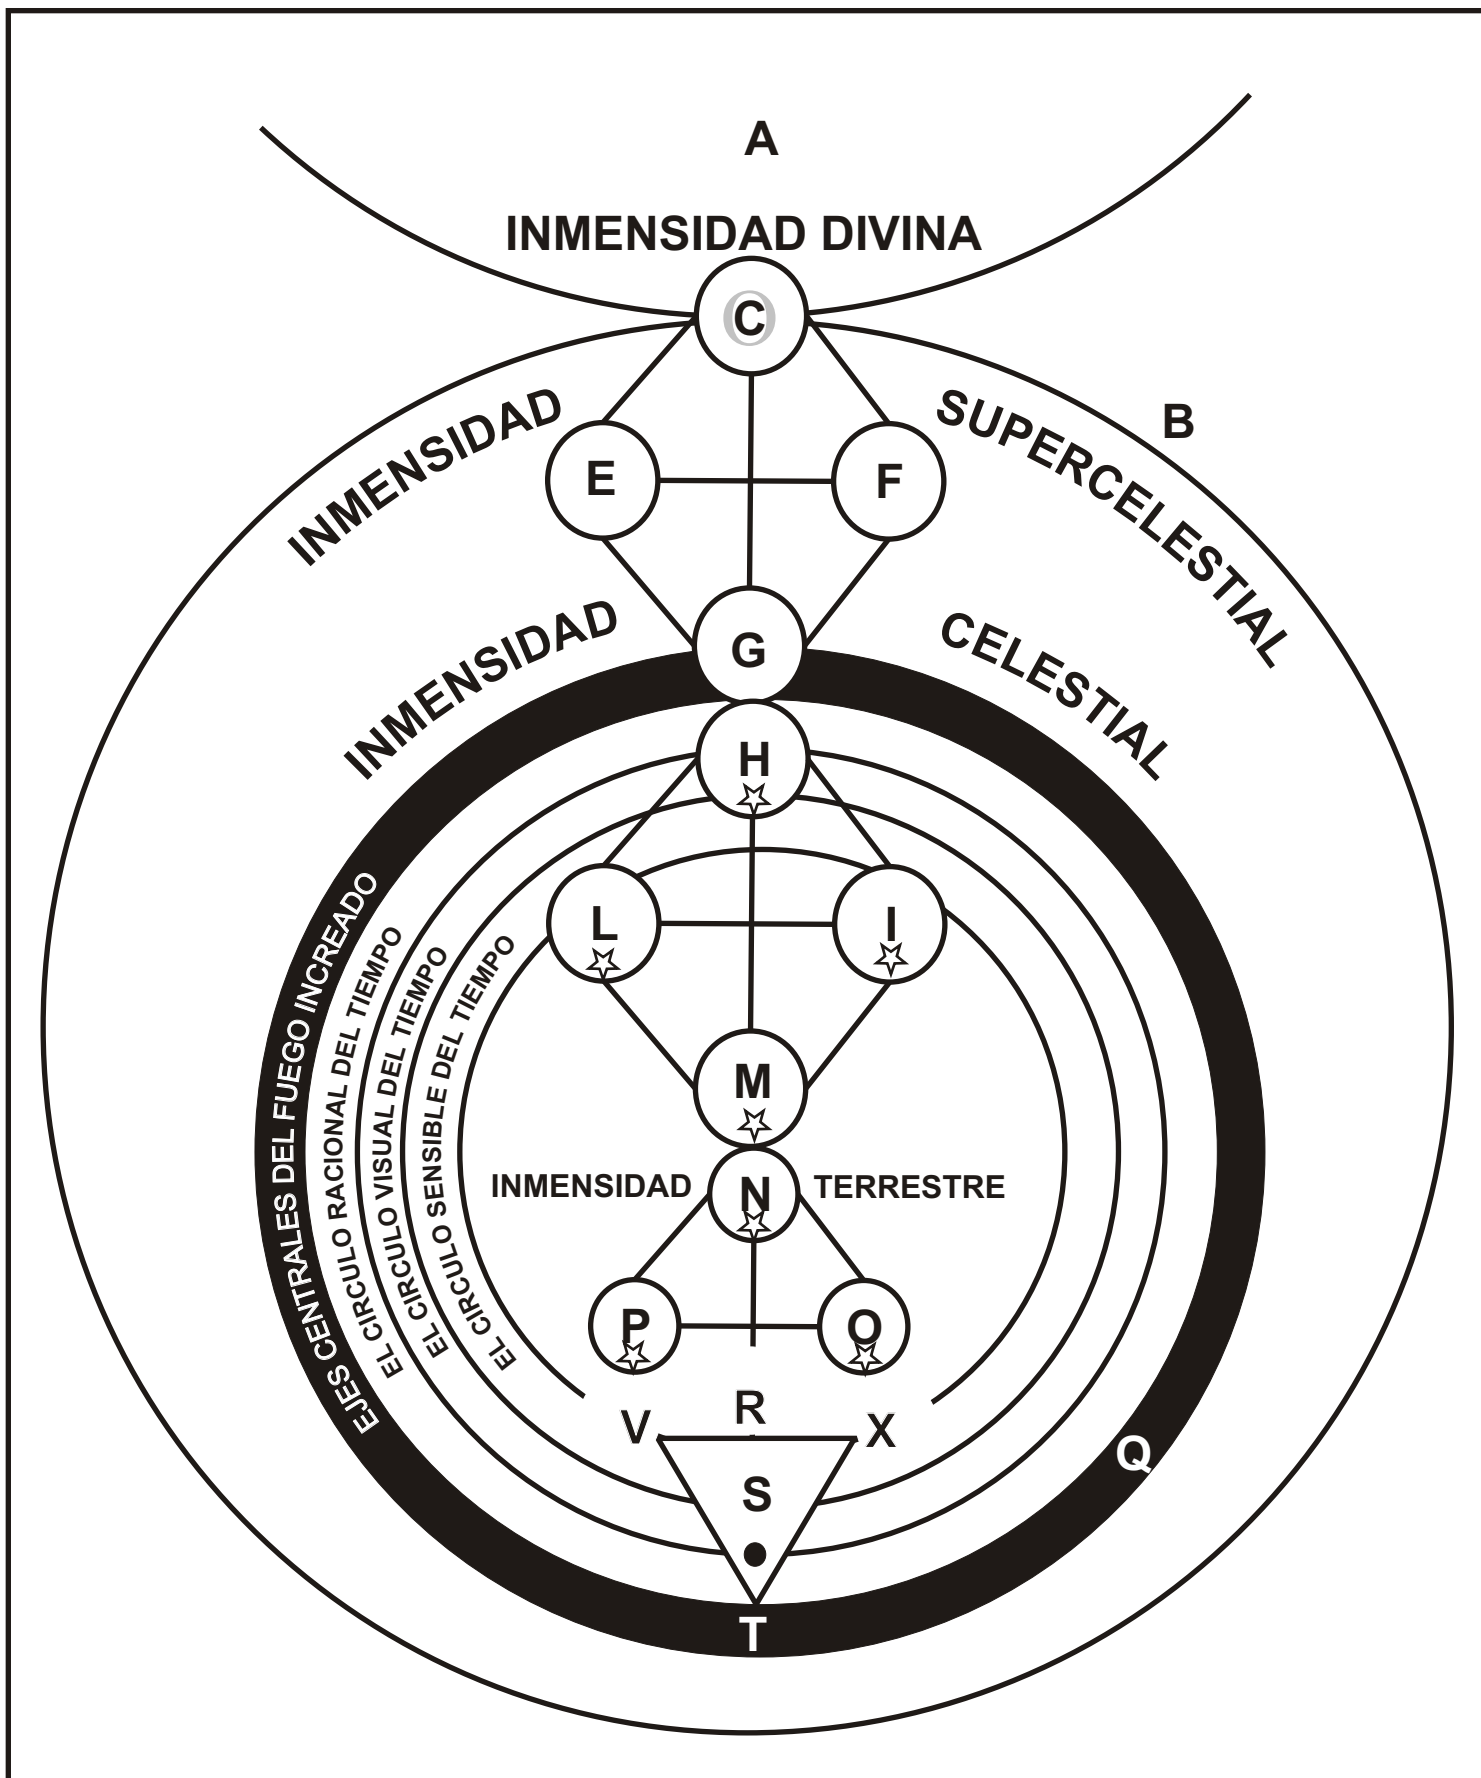 A
INMENSIDAD DIVINA
C
B
INMENSIDAD SUPERCELESTIAL
E
F
G
INMENSIDAD CELESTIAL
H
L
I
M
EJES CENTRALES DEL FUEGO INCREADO
EL CIRCULO RACIONAL DEL TIEMPO
EL CIRCULO VISUAL DEL TIEMPO
EL CIRCULO SENSIBLE DEL TIEMPO
INMENSIDAD N TERRESTRE
P
O
V R X
Q
S
T